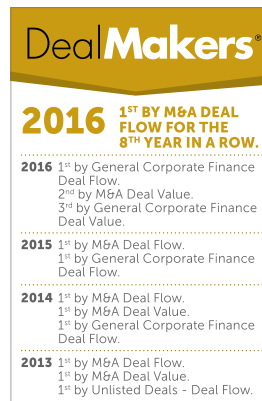 DealMakers®
2016 1ST BY M&A DEAL
FLOW FOR THE
8TH YEAR IN A ROW.
2016 1st by General Corporate Finance
Deal Flow.
2nd by M&A Deal Value.
3rd by General Corporate Finance
Deal Value.
2015 1st by M&A Deal Flow.
1st by General Corporate Finance
Deal Flow.
2014 1st by M&A Deal Flow.
1st by M&A Deal Value.
1st by General Corporate Finance
Deal Flow.
2013 1st by M&A Deal Flow.
1st by M&A Deal Value.
1st by Unlisted Deals - Deal Flow.